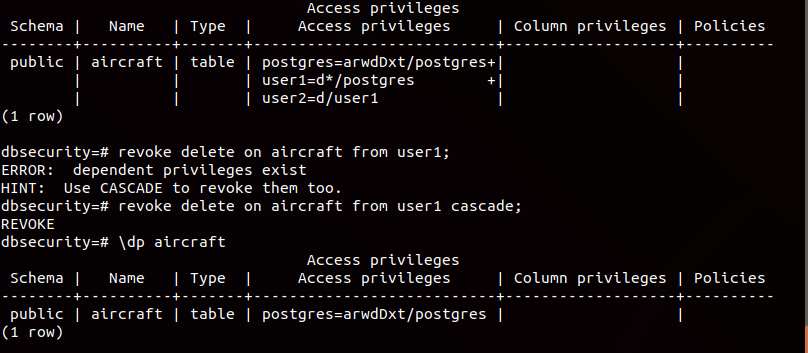 Access privileges
 Schema |   Name   | Type  |     Access privileges     | Column privileges | Policies
--------+----------+-------+---------------------------+-------------------+----------
 public | aircraft | table | postgres=arwdDxt/postgres+|                   |
        |          |       | user1=d*/postgres        +|                   |
        |          |       | user2=d/user1             |                   |
(1 row)
dbsecurity=# revoke delete on aircraft from user1;
ERROR:  dependent privileges exist
HINT:  Use CASCADE to revoke them too.
dbsecurity=# revoke delete on aircraft from user1 cascade;
REVOKE
dbsecurity=# \dp aircraft
                                  Access privileges
 Schema |   Name   | Type  |     Access privileges     | Column privileges | Policies
--------+----------+-------+---------------------------+-------------------+----------
 public | aircraft | table | postgres=arwdDxt/postgres |                   |
(1 row)